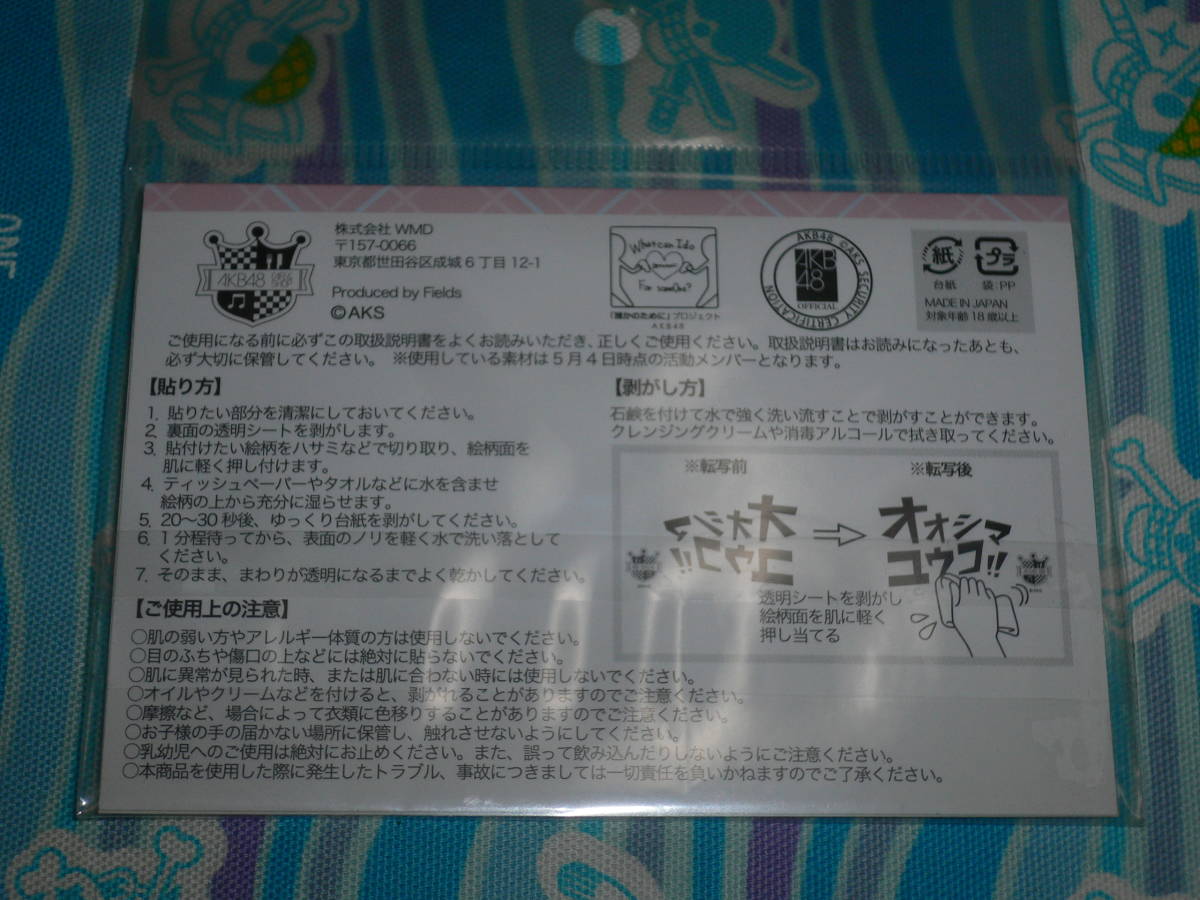 AKB48 CAFE & SHOP
株式会社 WMD
〒157-0066
東京都世田谷区成城 6 丁目 12-1
Produced by Fields
©AKS
What can I do
For someOne?
「誰かのために」プロジェクト
AKB48
AKB48 ©AKS SECURITY CERTIFICATION
AKB
48
OFFICIAL
紙
台紙
プラ
袋:PP
MADE IN JAPAN
対象年齢 18 歳以上
ご使用になる前に必ずこの取扱説明書をよくお読みいただき、正しくご使用ください。取扱説明書はお読みになったあとも、
必ず大切に保管してください。 ※使用している素材は 5 月 4 日時点の活動メンバーとなります。
【貼り方】
1. 貼りたい部分を清潔にしておいてください。
2. 裏面の透明シートを剥がします。
3. 貼付けたい絵柄をハサミなどで切り取り、絵柄面を
肌に軽く押し付けます。
4. ティッシュペーパーやタオルなどに水を含ませ
絵柄の上から充分に湿らせます。
5. 20〜30 秒後、ゆっくり台紙を剥がしてください。
6. 1 分程待ってから、表面のノリを軽く水で洗い落として
ください。
7. そのまま、まわりが透明になるまでよく乾かしてください。
【剥がし方】
石鹸を付けて水で強く洗い流すことで剥がすことができます。
クレンジングクリームや消毒アルコールで拭き取ってください。
※転写前
※転写後
オオシマ
ユウコ!!
オオシマ
ユウコ!!
透明シートを剥がし
絵柄面を肌に軽く
押し当てる
【ご使用上の注意】
○肌の弱い方やアレルギー体質の方は使用しないでください。
○目のふちや傷口の上などには絶対に貼らないでください。
○肌に異常が見られた時、または肌に合わない時には使用しないでください。
○オイルやクリームなどを付けると、剥がれることがありますのでご注意ください。
○摩擦など、場合によって衣類に色移りすることがありますのでご注意ください。
○お子様の手の届かない場所に保管し、触れさせないようにしてください。
○乳幼児へのご使用は絶対にお止めください。また、誤って飲み込んだりしないようにご注意ください。
○本商品を使用した際に発生したトラブル、事故につきましては一切責任を負いかねますのでご了承ください。